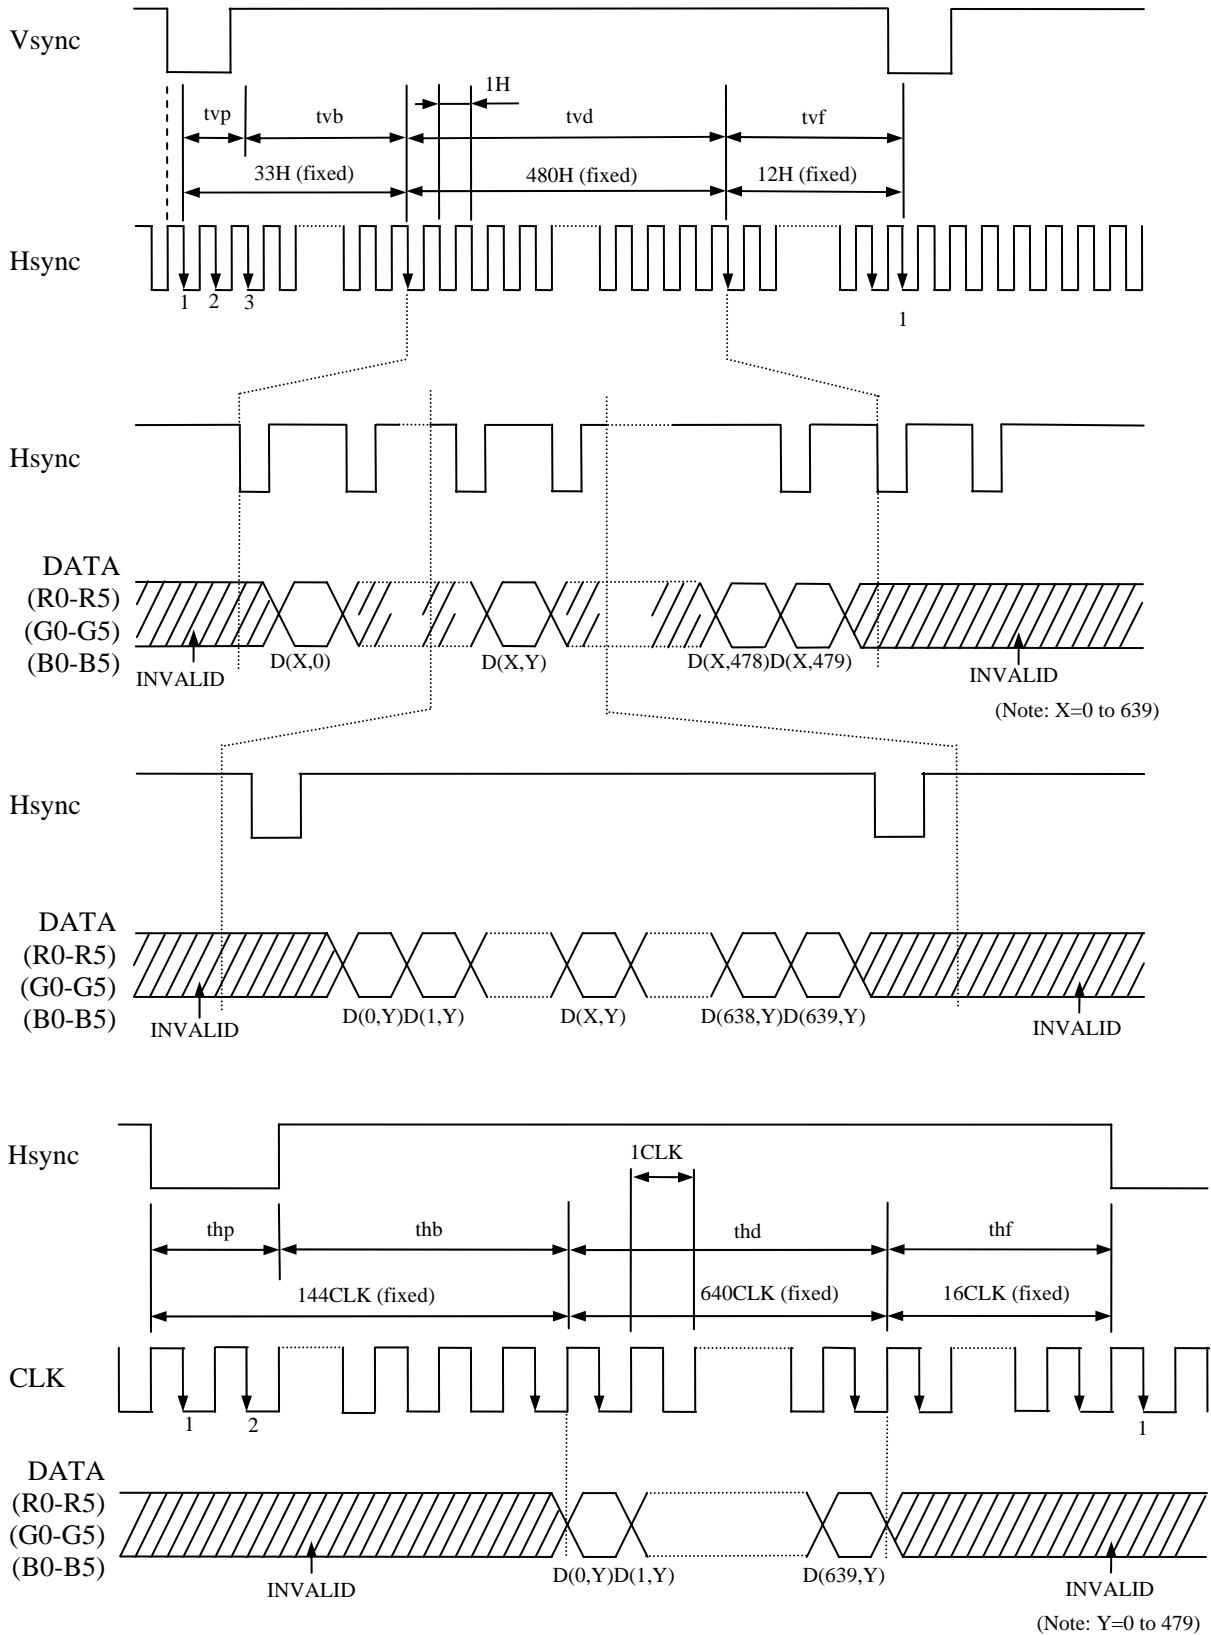 Vsync
1H
tvp tvb tvd tvf
33H (fixed) 480H (fixed) 12H (fixed)
Hsync
1 2 3 1
Hsync
DATA
(R0-R5)
(G0-G5)
(B0-B5)
D(X,0) D(X,Y) D(X,478)D(X,479)
INVALID INVALID
(Note: X=0 to 639)
Hsync
DATA
(R0-R5)
(G0-G5)
(B0-B5)
D(0,Y)D(1,Y) D(X,Y) D(638,Y)D(639,Y)
INVALID INVALID
Hsync
1CLK
thp thb thd thf
144CLK (fixed) 640CLK (fixed) 16CLK (fixed)
CLK
1 2 1
DATA
(R0-R5)
(G0-G5)
(B0-B5)
D(0,Y)D(1,Y) D(639,Y)
INVALID INVALID
(Note: Y=0 to 479)